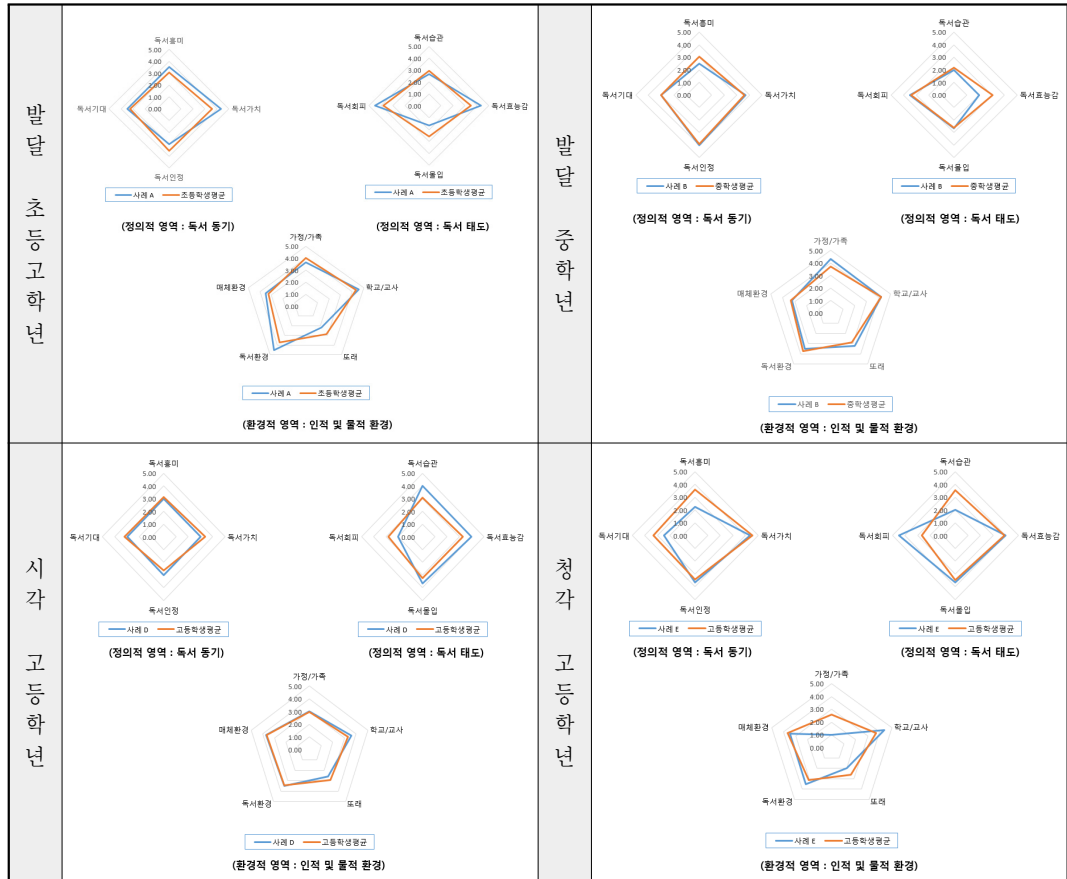 발달 초등고학년
독서흥미
5.00
4.00
3.00
2.00
1.00
0.00
독서기대
독서가치
독서인정
사례 A 초등학생평균
(정의적 영역 : 독서 동기)
독서습관
5.00
4.00
3.00
2.00
1.00
0.00
독서회피
독서효능감
독서몰입
사례 A 초등학생평균
(정의적 영역 : 독서 태도)
가정/가족
5.00
4.00
3.00
2.00
1.00
0.00
매체환경
학교/교사
독서환경
또래
사례 A 초등학생평균
(환경적 영역 : 인적 및 물적 환경)
발달 중학년
독서흥미
5.00
4.00
3.00
2.00
1.00
0.00
독서기대
독서가치
독서인정
사례 B 중학생평균
(정의적 영역 : 독서 동기)
독서습관
5.00
4.00
3.00
2.00
1.00
0.00
독서회피
독서효능감
독서몰입
사례 B 중학생평균
(정의적 영역 : 독서 태도)
가정/가족
5.00
4.00
3.00
2.00
1.00
0.00
매체환경
학교/교사
독서환경
또래
사례 B 중학생평균
(환경적 영역 : 인적 및 물적 환경)
시각 고등학년
독서흥미
5.00
4.00
3.00
2.00
1.00
0.00
독서기대
독서가치
독서인정
사례 D 고등학생평균
(정의적 영역 : 독서 동기)
독서습관
5.00
4.00
3.00
2.00
1.00
0.00
독서회피
독서효능감
독서몰입
사례 D 고등학생평균
(정의적 영역 : 독서 태도)
가정/가족
5.00
4.00
3.00
2.00
1.00
0.00
매체환경
학교/교사
독서환경
또래
사례 D 고등학생평균
(환경적 영역 : 인적 및 물적 환경)
청각 고등학년
독서흥미
5.00
4.00
3.00
2.00
1.00
0.00
독서기대
독서가치
독서인정
사례 E 고등학생평균
(정의적 영역 : 독서 동기)
독서습관
5.00
4.00
3.00
2.00
1.00
0.00
독서회피
독서효능감
독서몰입
사례 E 고등학생평균
(정의적 영역 : 독서 태도)
가정/가족
5.00
4.00
3.00
2.00
1.00
0.00
매체환경
학교/교사
독서환경
또래
사례 E 고등학생평균
(환경적 영역 : 인적 및 물적 환경)